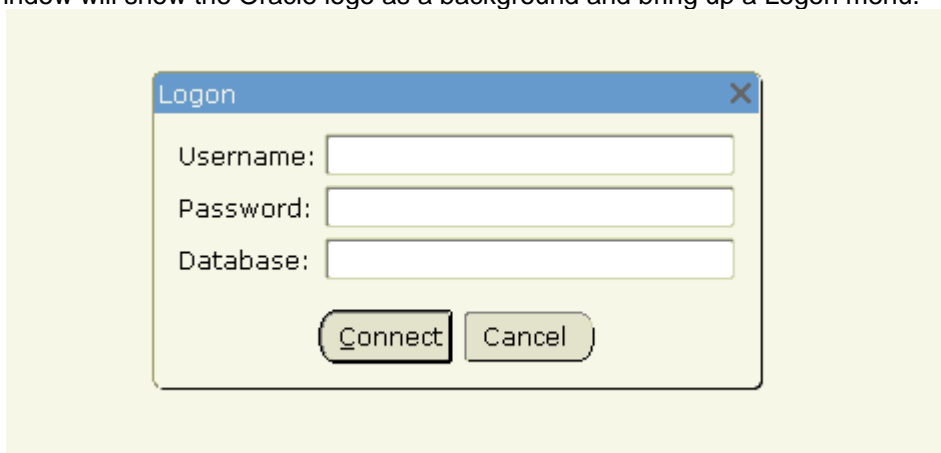 indow will show the Oracle logo as a background and bring up a Logon menu.
Logon
Username:
Password:
Database:
Connect Cancel